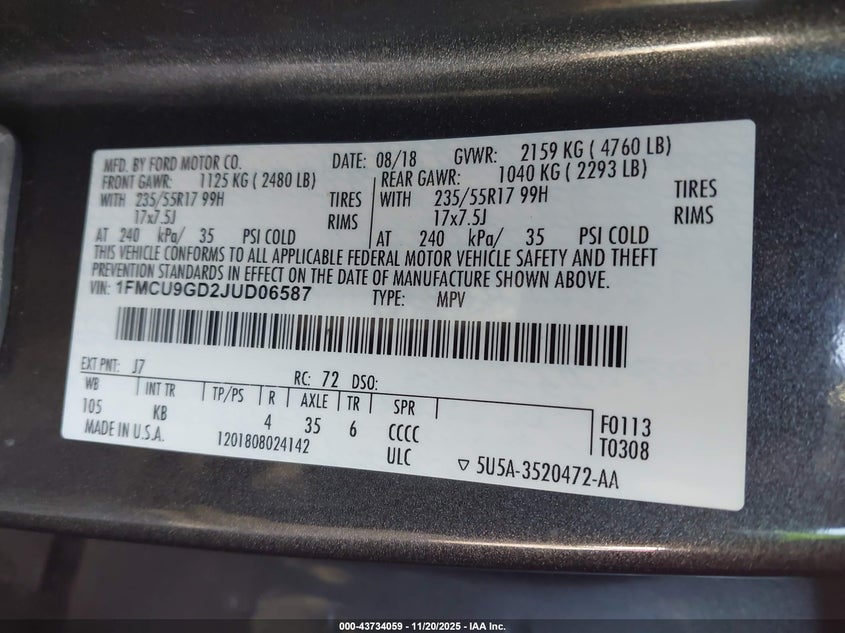 MFD. BY FORD MOTOR CO. DATE: 08/18 GVWR: 2159 KG ( 4760 LB)
FRONT GAWR: 1125 KG ( 2480 LB) REAR GAWR: 1040 KG ( 2293 LB)
WITH 235/55R17 99H TIRES WITH 235/55R17 99H TIRES
17x7.5J RIMS 17x7.5J RIMS
AT 240 kPa/ 35 PSI COLD AT 240 kPa/ 35 PSI COLD
THIS VEHICLE CONFORMS TO ALL APPLICABLE FEDERAL MOTOR VEHICLE SAFETY AND THEFT
PREVENTION STANDARDS IN EFFECT ON THE DATE OF MANUFACTURE SHOWN ABOVE.
VIN: 1FMCU9GD2JUD06587 TYPE: MPV
EXT PNT: J7 RC: 72 DSO:
WB INT TR TP/PS R AXLE TR SPR
105 KB 4 35 6 CCCC F0113
MADE IN U.S.A. 1201808024142 ULC T0308
▽ 5U5A-3520472-AA
000-43734059 - 11/20/2025 - IAA Inc.